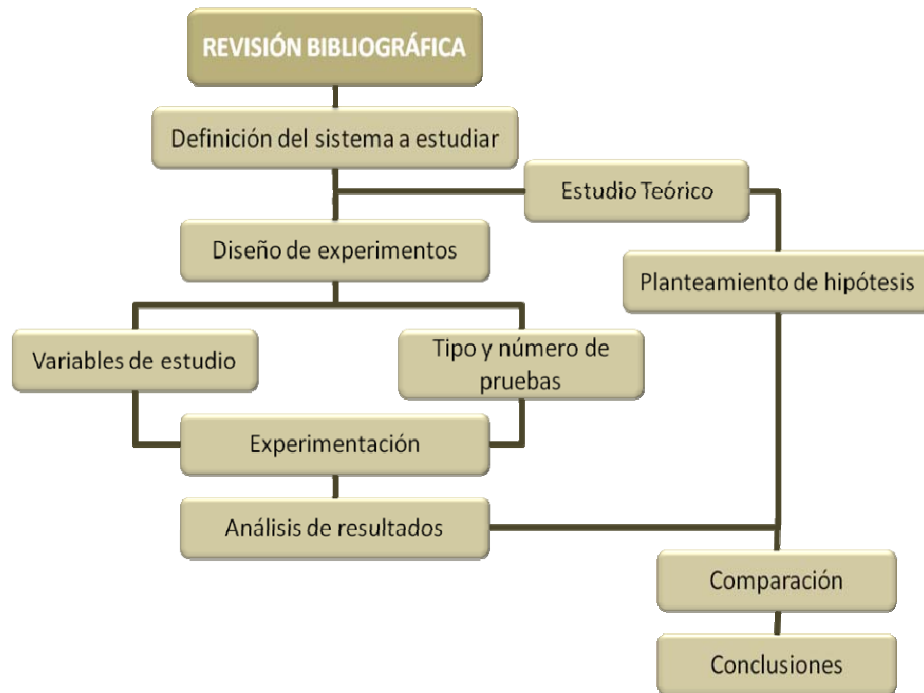 REVISIÓN BIBLIOGRÁFICA
Definición del sistema a estudiar
Estudio Teórico
Diseño de experimentos
Planteamiento de hipótesis
Variables de estudio
Tipo y número de
pruebas
Experimentación
Análisis de resultados
Comparación
Conclusiones